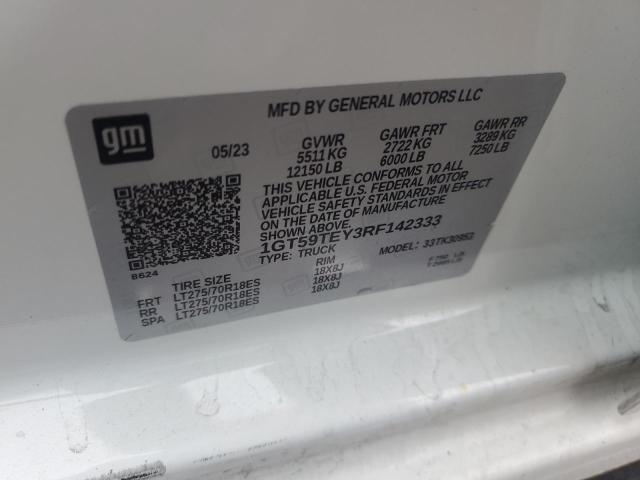 gm
MFD BY GENERAL MOTORS LLC
05/23 GVWR GAWR FRT GAWR RR
5511 KG 2722 KG 3289 KG
12150 LB 6000 LB 7250 LB
THIS VEHICLE CONFORMS TO ALL
APPLICABLE U.S. FEDERAL MOTOR
VEHICLE SAFETY STANDARDS IN EFFECT
ON THE DATE OF MANUFACTURE
SHOWN ABOVE.
1GT59TEY3RF142333
TYPE: TRUCK MODEL:
B624
TIRE SIZE RIM
FRT LT275/70R18ES 18X8J
RR LT275/70R18ES 18X8J
SPA LT275/70R18ES 18X8J